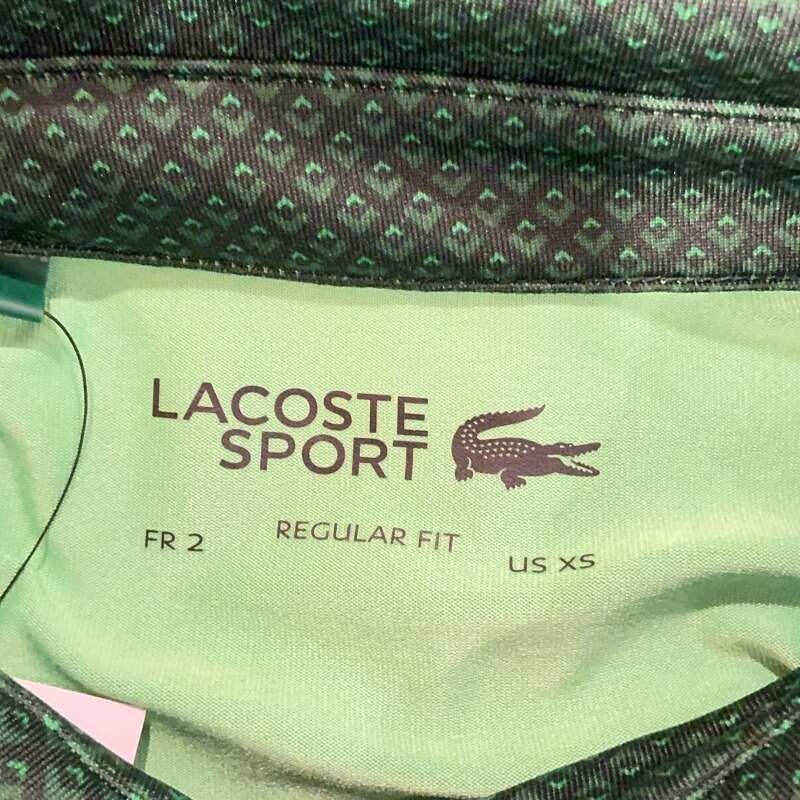 LACOSTE
SPORT
FR 2
REGULAR FIT
US XS